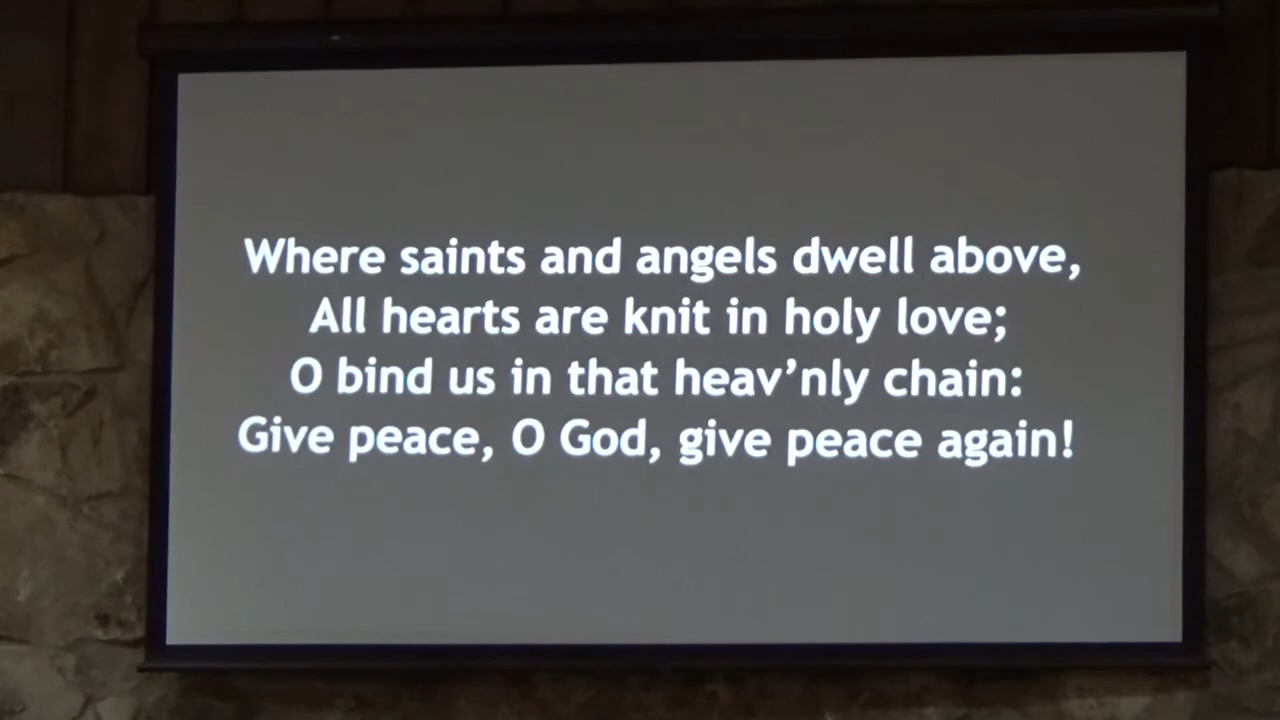 Where saints and angels dwell above,
All hearts are knit in holy love;
O bind us in that heav’nly chain:
Give peace, O God, give peace again!